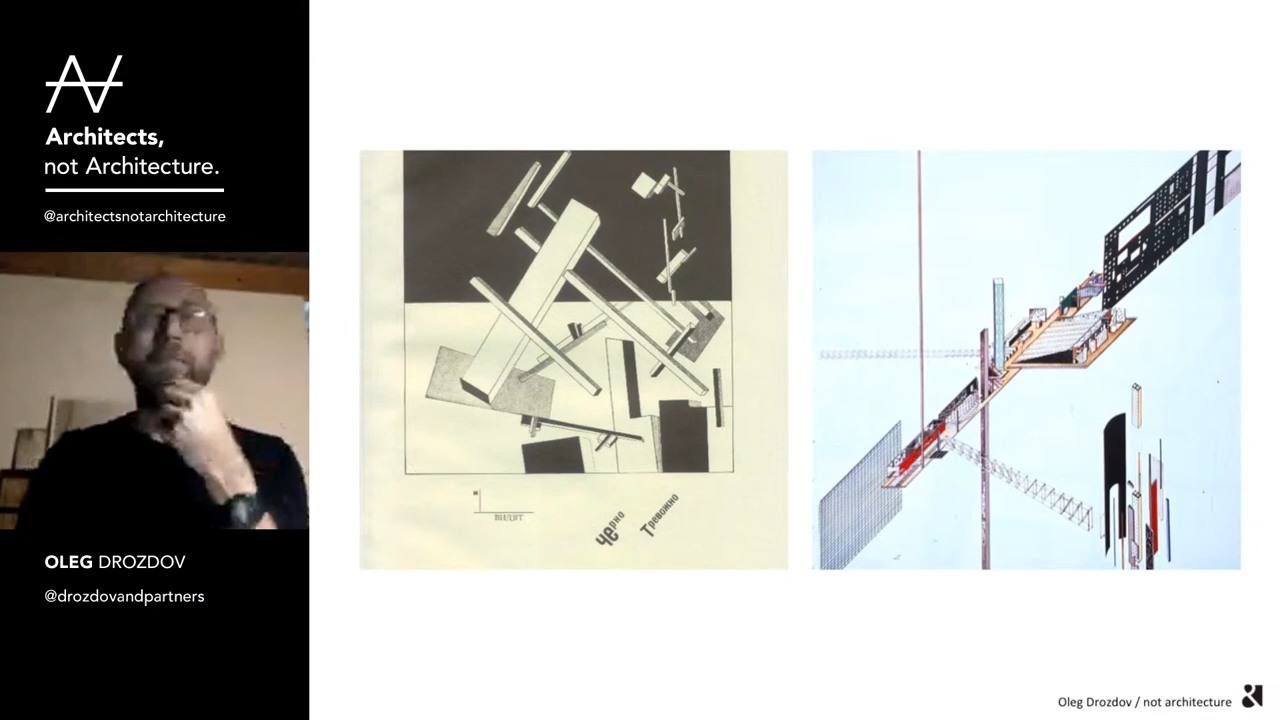 Architects,
not Architecture.
@architectsnotarchitecture
OLEG DROZDOV
@drozdovandpartners
Черно
Тревожно
Oleg Drozdov / not architecture &